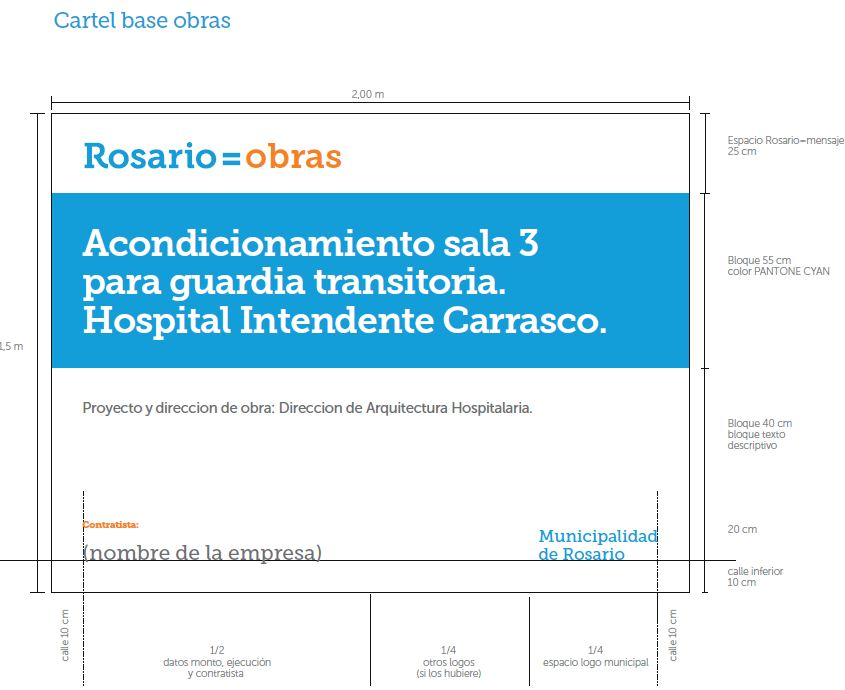 Cartel base obras
2,00 m
Rosario=obras
Espacio Rosario=mensaje
25 cm
Acondicionamiento sala 3
para guardia transitoria.
Hospital Intendente Carrasco.
Bloque 55 cm
color PANTONE CYAN
1,5 m
Proyecto y direccion de obra: Direccion de Arquitectura Hospitalaria.
Bloque 40 cm
bloque texto
descriptivo
Contratista:
(nombre de la empresa)
Municipalidad
de Rosario
20 cm
calle inferior
10 cm
calle 10 cm
1/2
datos monto, ejecución
y contratista
1/4
otros logos
(si los hubiere)
1/4
espacio logo municipal
calle 10 cm